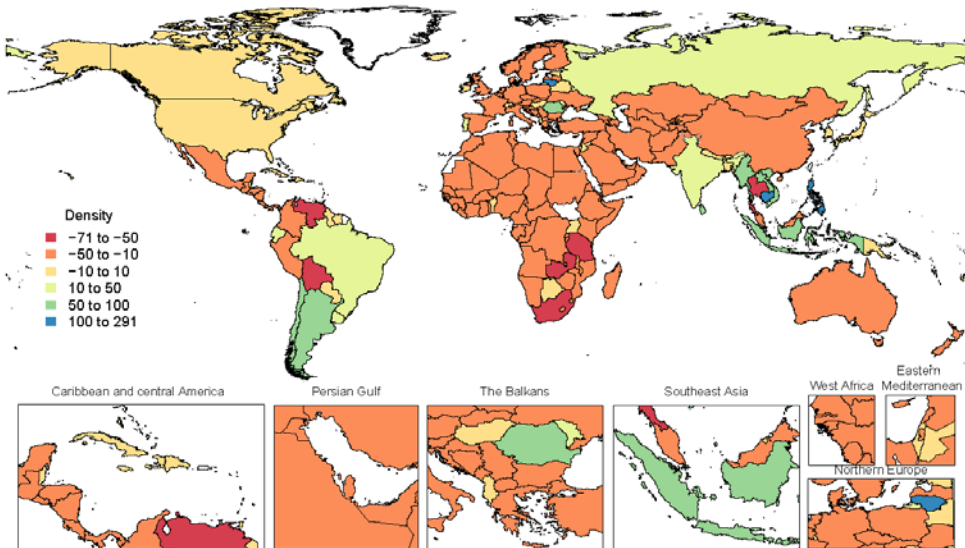 Density
−71 to −50
−50 to −10
−10 to 10
10 to 50
50 to 100
100 to 291
Caribbean and central America
Persian Gulf
The Balkans
Southeast Asia
West Africa
Eastern
Mediterranean
Northern Europe